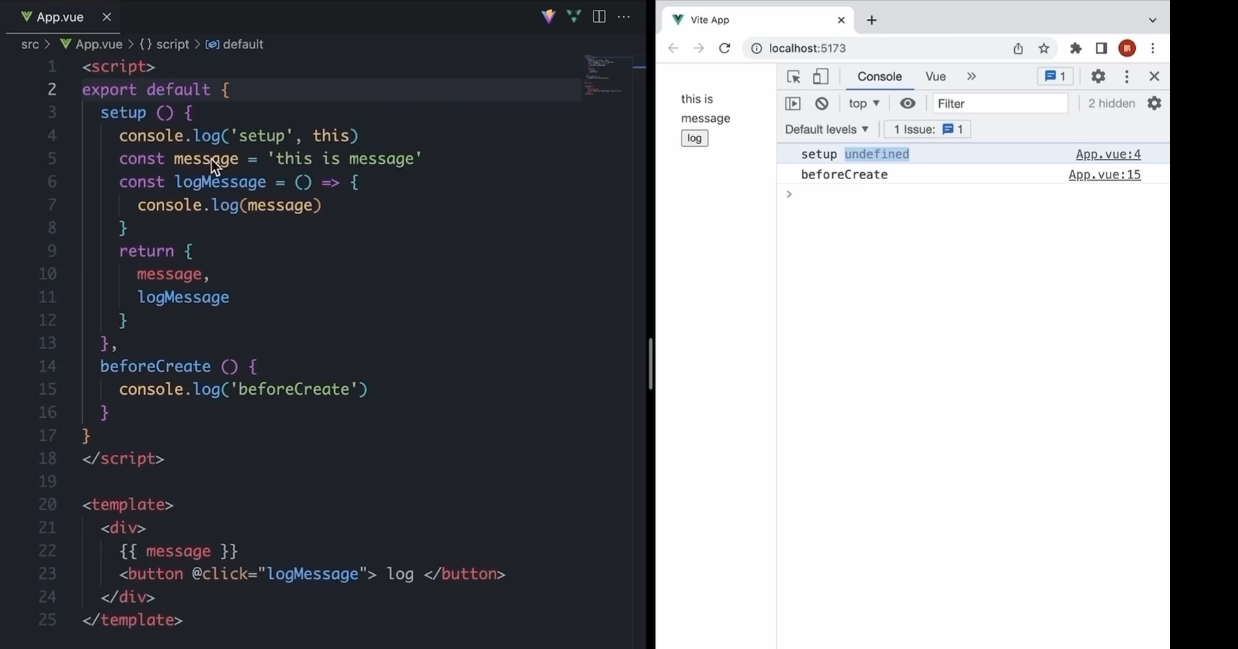 App.vue
src > App.vue > {} script > default
1 <script>
2 export default {
3 setup () {
4 console.log('setup', this)
5 const message = 'this is message'
6 const logMessage = () => {
7 console.log(message)
8 }
9 return {
10 message,
11 logMessage
12 }
13 },
14 beforeCreate () {
15 console.log('beforeCreate')
16 }
17 }
18 </script>
19
20 <template>
21 <div>
22 {{ message }}
23 <button @click="logMessage"> log </button>
24 </div>
25 </template>
Vite App
localhost:5173
this is
message
log
Console Vue » 1
top ▼ Filter 2 hidden
Default levels ▼ 1 Issue: 1
setup undefined App.vue:4
beforeCreate App.vue:15
>